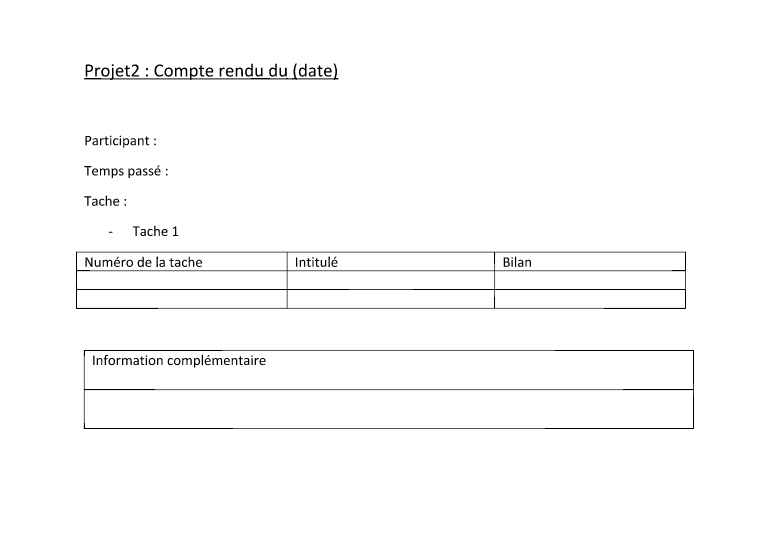 Projet2 : Compte rendu du (date)
Participant :
Temps passé :
Tache :
- Tache 1
Numéro de la tache Intitulé Bilan
Information complémentaire